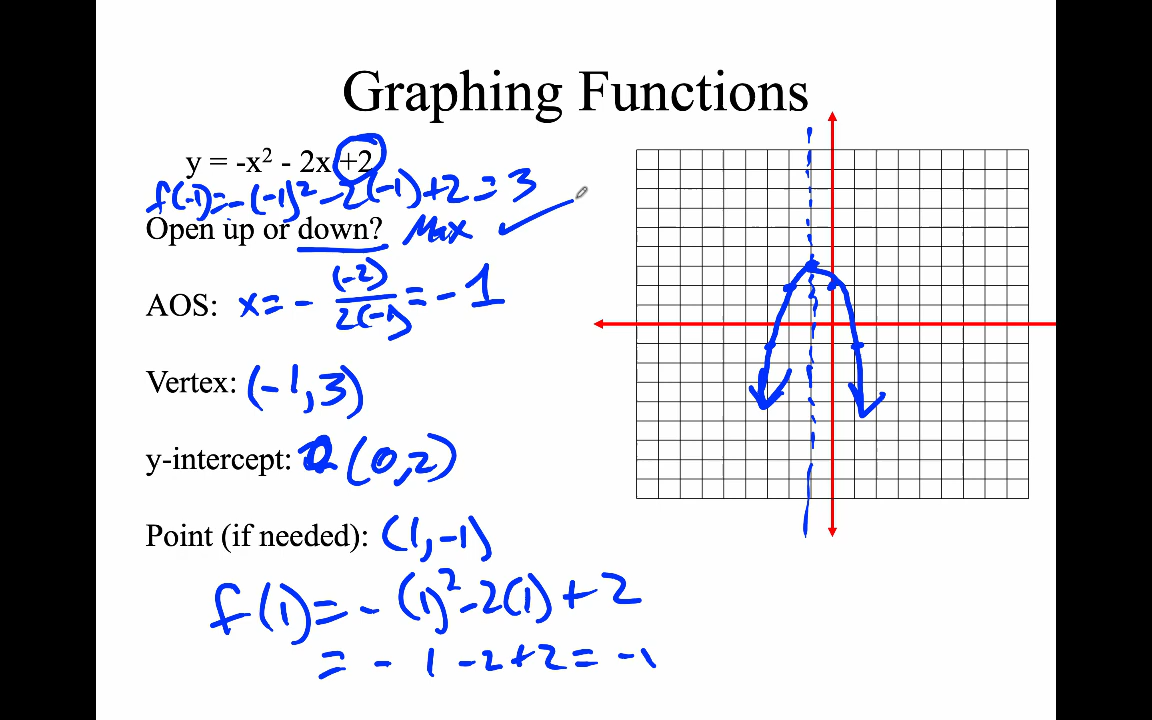 Graphing Functions
y = -x² - 2x +2
f(-1)=-(-1)²-2(-1)+2=3
Open up or down? Max
AOS: x=-(-2)/2(-1)=-1
Vertex: (-1,3)
y-intercept: 2 (0,2)
Point (if needed): (1,-1)
f(1)=-(1)²-2(1)+2
=-1-2+2=-1